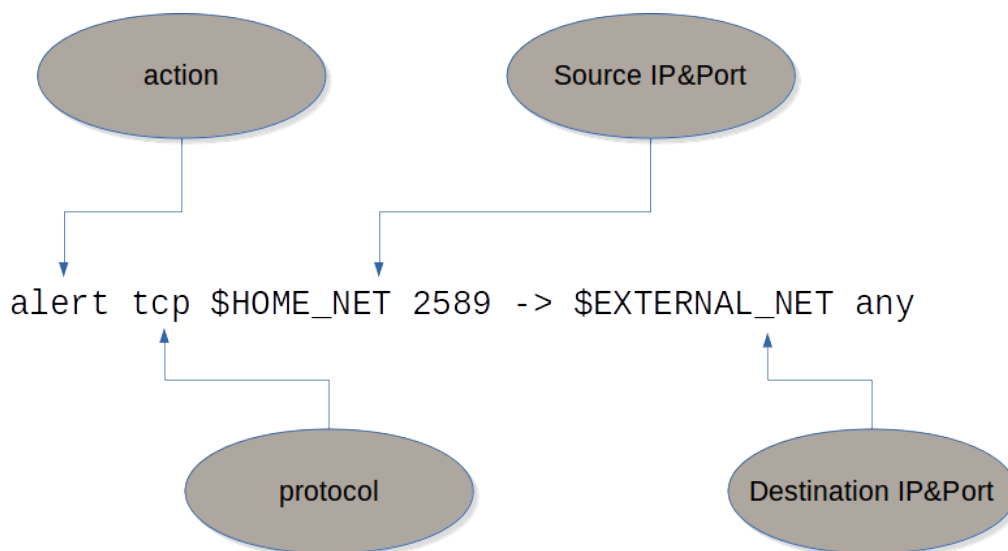 action
Source IP&Port
alert tcp $HOME_NET 2589 -> $EXTERNAL_NET any
protocol
Destination IP&Port